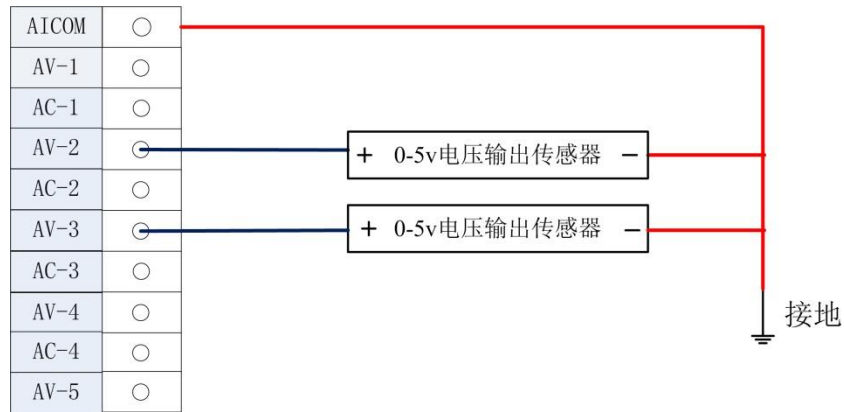 AICOM
AV-1
AC-1
AV-2
+ 0-5v电压输出传感器 −
AC-2
AV-3
+ 0-5v电压输出传感器 −
AC-3
AV-4
接地
AC-4
AV-5